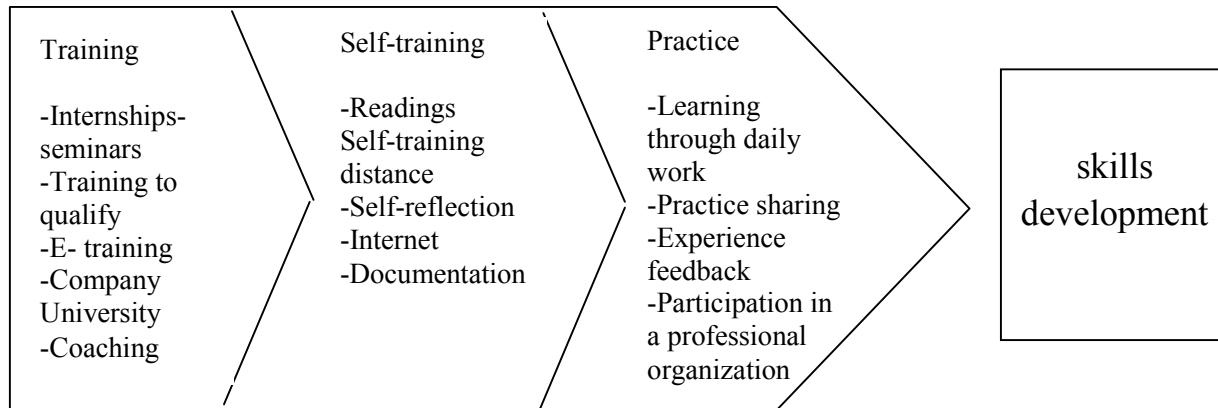 Training
-Internships-
seminars
-Training to
qualify
-E- training
-Company
University
-Coaching
Self-training
-Readings
Self-training
distance
-Self-reflection
-Internet
-Documentation
Practice
-Learning
through daily
work
-Practice sharing
-Experience
feedback
-Participation in
a professional
organization
skills
development